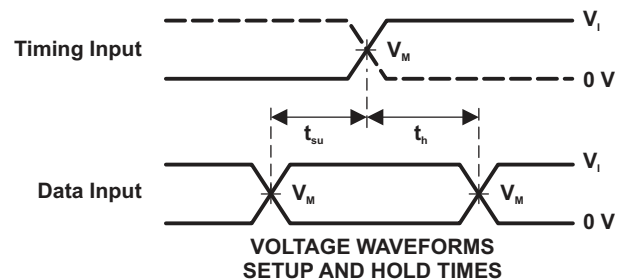 V_I
Timing Input
V_M
0 V
t_su
t_h
V_I
Data Input
V_M
V_M
0 V
VOLTAGE WAVEFORMS
SETUP AND HOLD TIMES